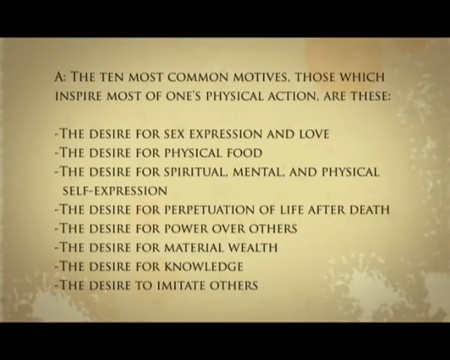 A: The ten most common motives, those which
inspire most of one's physical action, are these:
-The desire for sex expression and love
-The desire for physical food
-The desire for spiritual, mental, and physical
self-expression
-The desire for perpetuation of life after death
-The desire for power over others
-The desire for material wealth
-The desire for knowledge
-The desire to imitate others